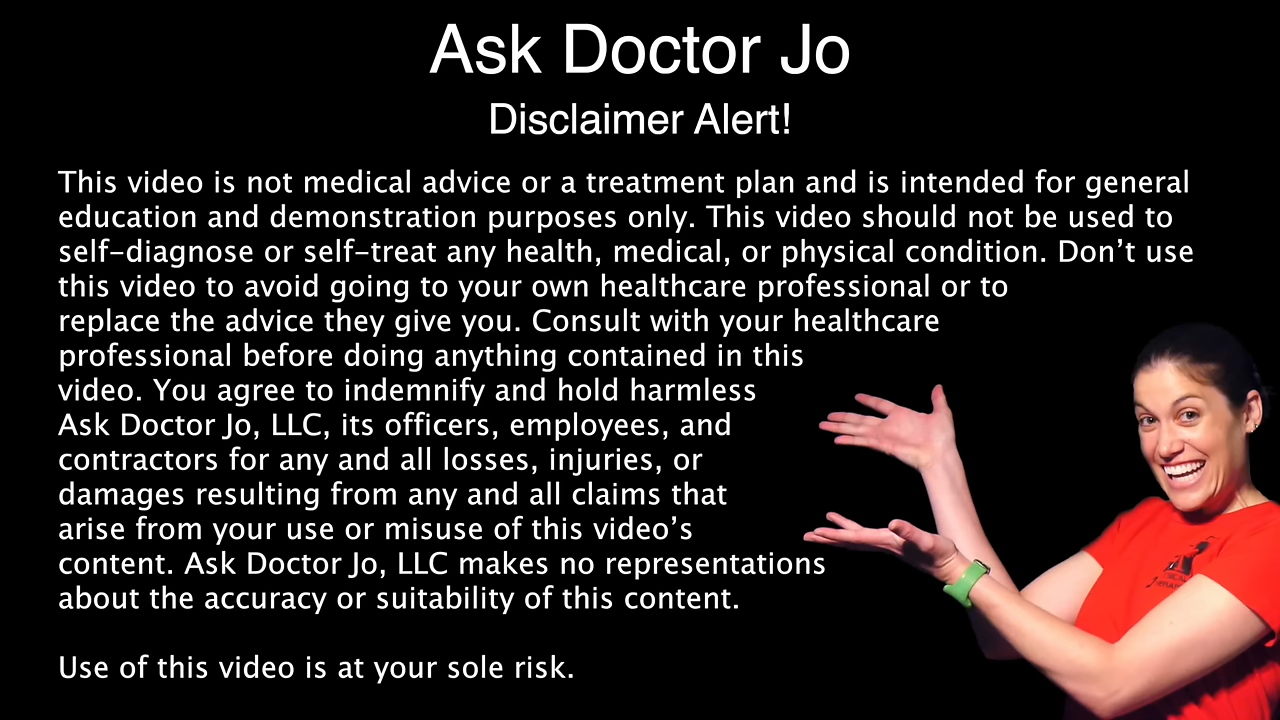 Ask Doctor Jo
Disclaimer Alert!
This video is not medical advice or a treatment plan and is intended for general
education and demonstration purposes only. This video should not be used to
self-diagnose or self-treat any health, medical, or physical condition. Don’t use
this video to avoid going to your own healthcare professional or to
replace the advice they give you. Consult with your healthcare
professional before doing anything contained in this
video. You agree to indemnify and hold harmless
Ask Doctor Jo, LLC, its officers, employees, and
contractors for any and all losses, injuries, or
damages resulting from any and all claims that
arise from your use or misuse of this video’s
content. Ask Doctor Jo, LLC makes no representations
about the accuracy or suitability of this content.
Use of this video is at your sole risk.